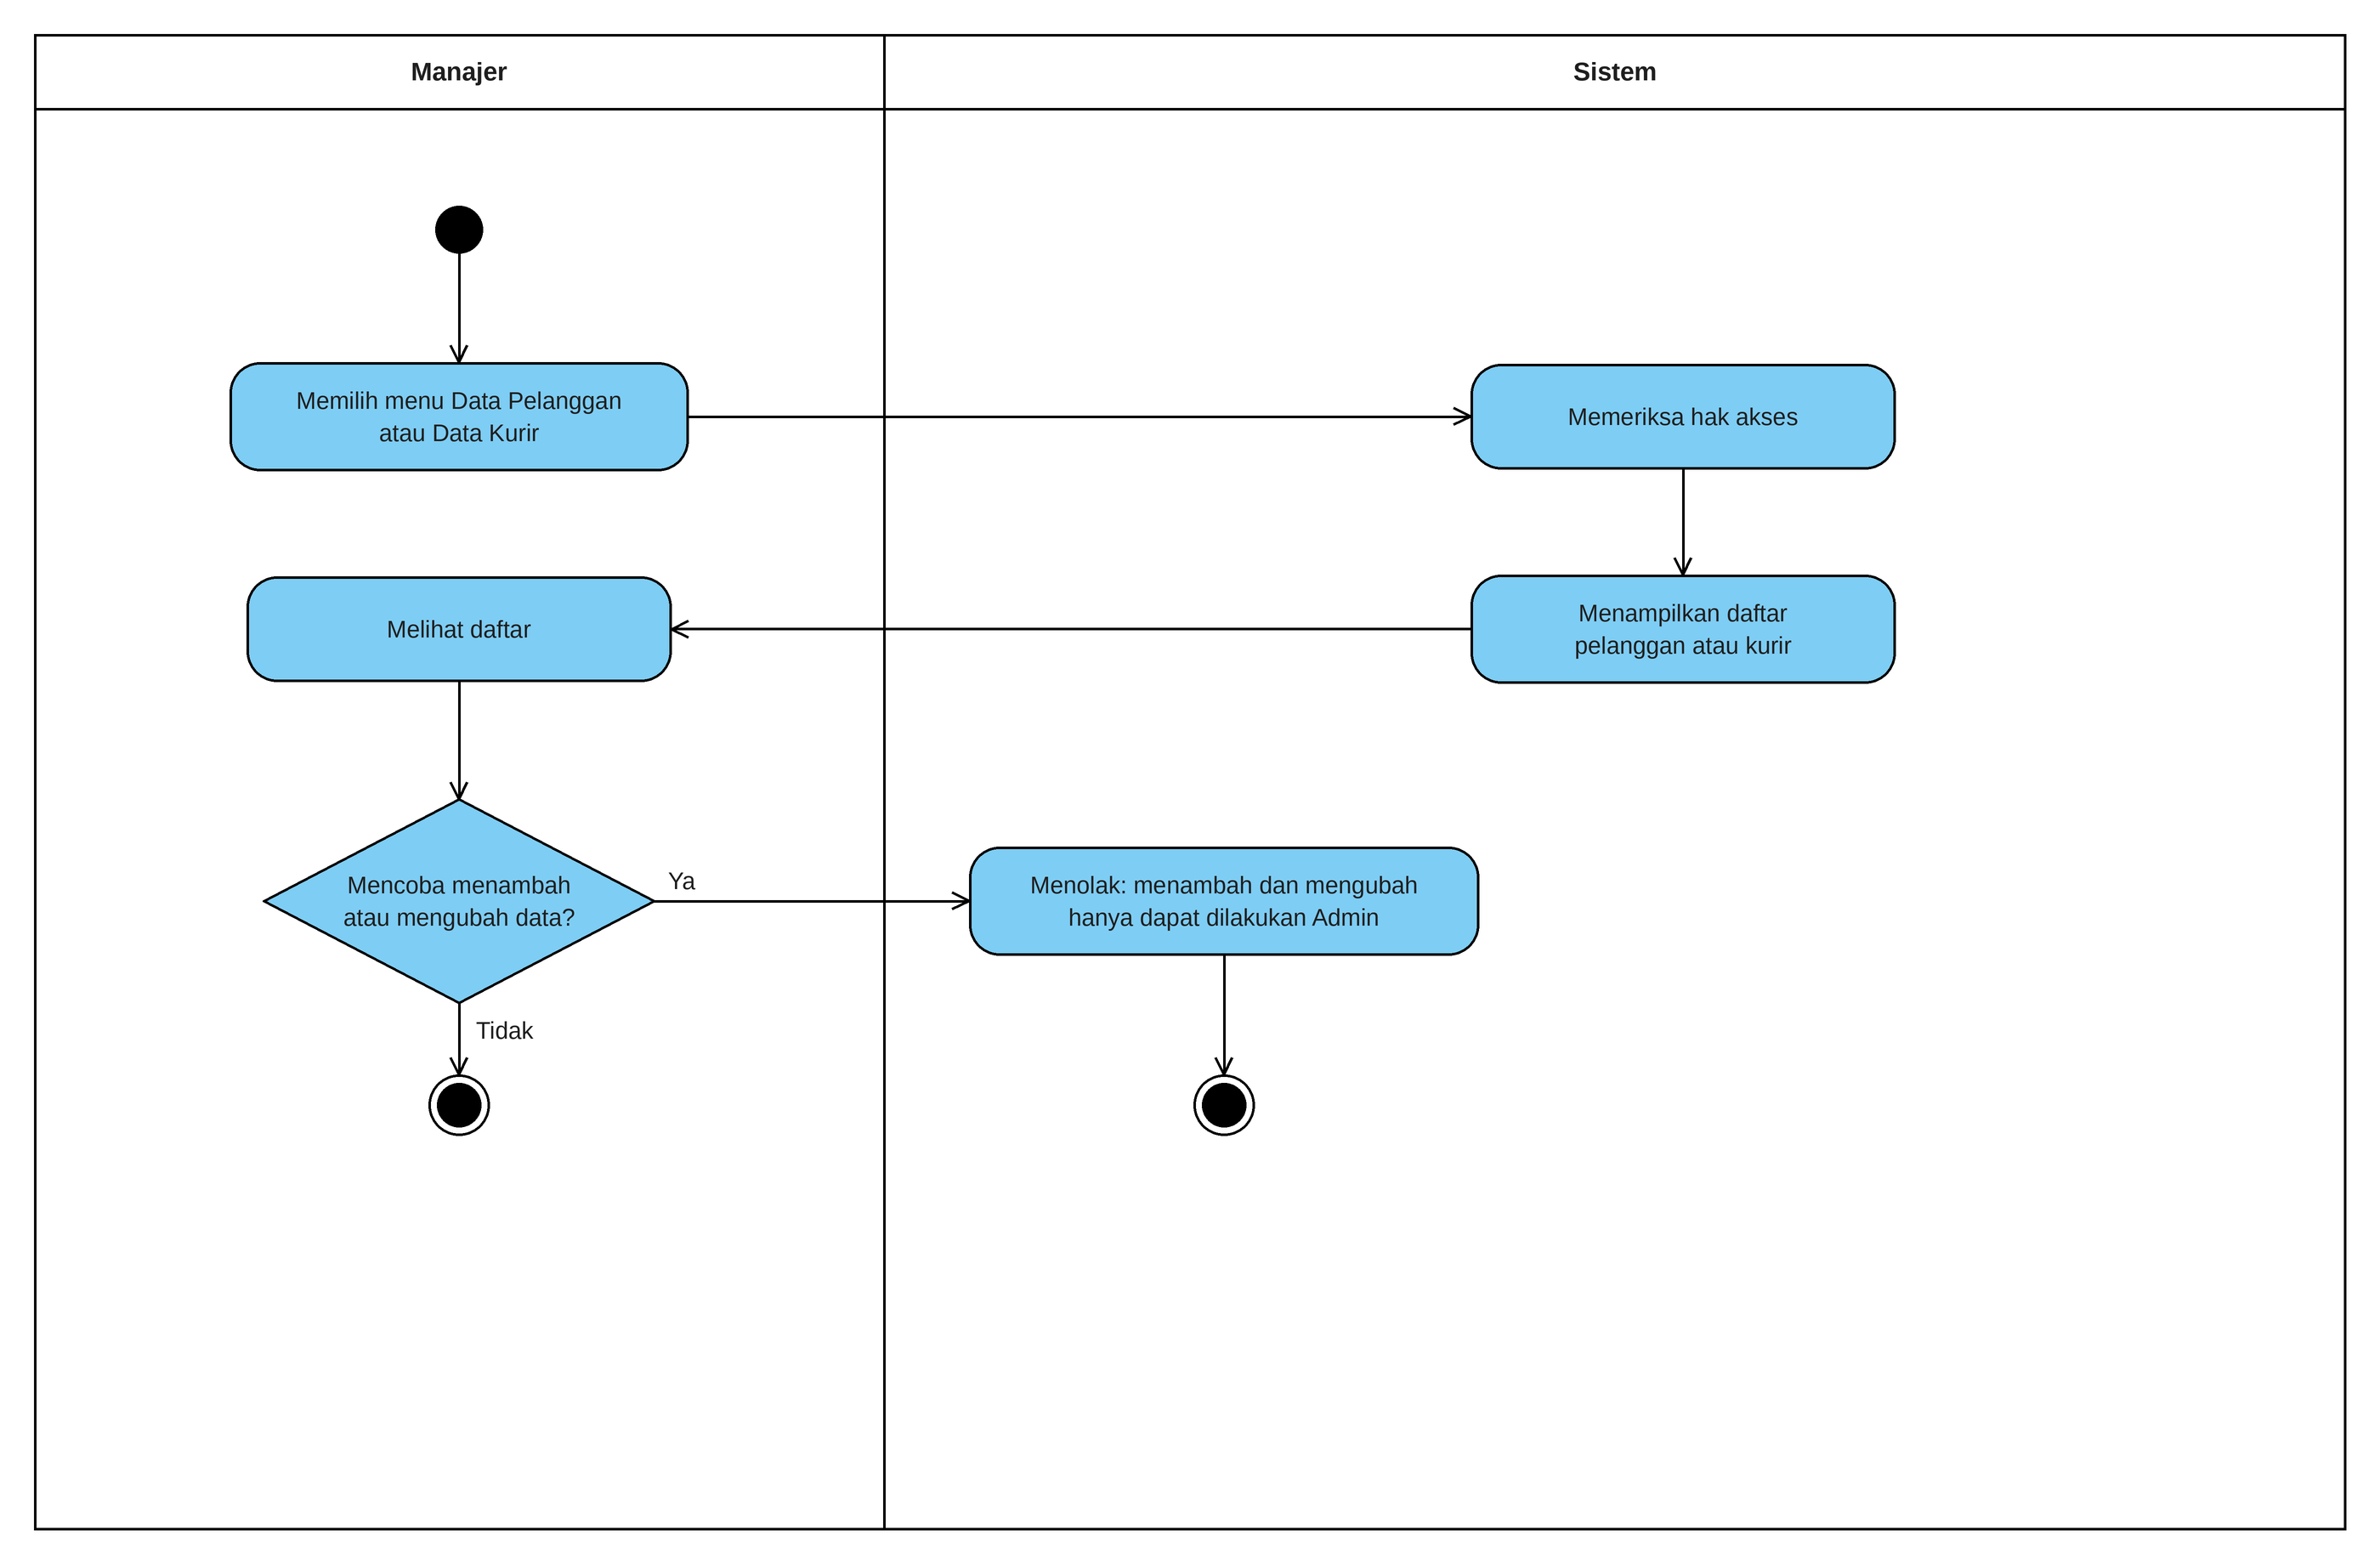 Manajer
Sistem
Memilih menu Data Pelanggan
atau Data Kurir
Memeriksa hak akses
Melihat daftar
Menampilkan daftar
pelanggan atau kurir
Mencoba menambah
atau mengubah data?
Ya
Menolak: menambah dan mengubah
hanya dapat dilakukan Admin
Tidak